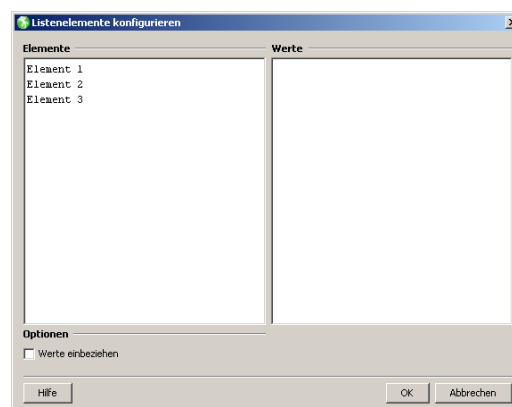 Listenelemente konfigurieren
Elemente
Werte
Element 1
Element 2
Element 3
Optionen
Werte einbeziehen
Hilfe
OK
Abbrechen